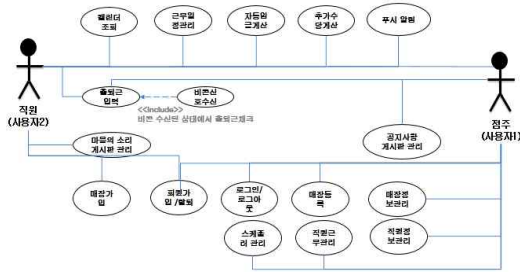 캘린더
조회
근무일
정관리
자동임
금계산
추가수
당계산
푸시 알림
직원
(사용자2)
출퇴근
입력
비콘신
호수신
<<include>>
비콘 수신된 상태에서 출퇴근체크
점주
(사용자1)
마음의 소리
게시판 관리
공지사항
게시판 관리
매장가
입
회원가
입 /탈퇴
로그인/
로그아
웃
매장등
록
매장정
보관리
스케줄
러 관리
직원근
무관리
직원정
보관리